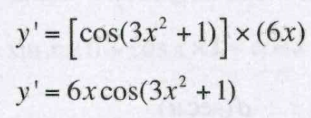 y' = [cos(3x² + 1)] × (6x)
y' = 6x cos(3x² + 1)